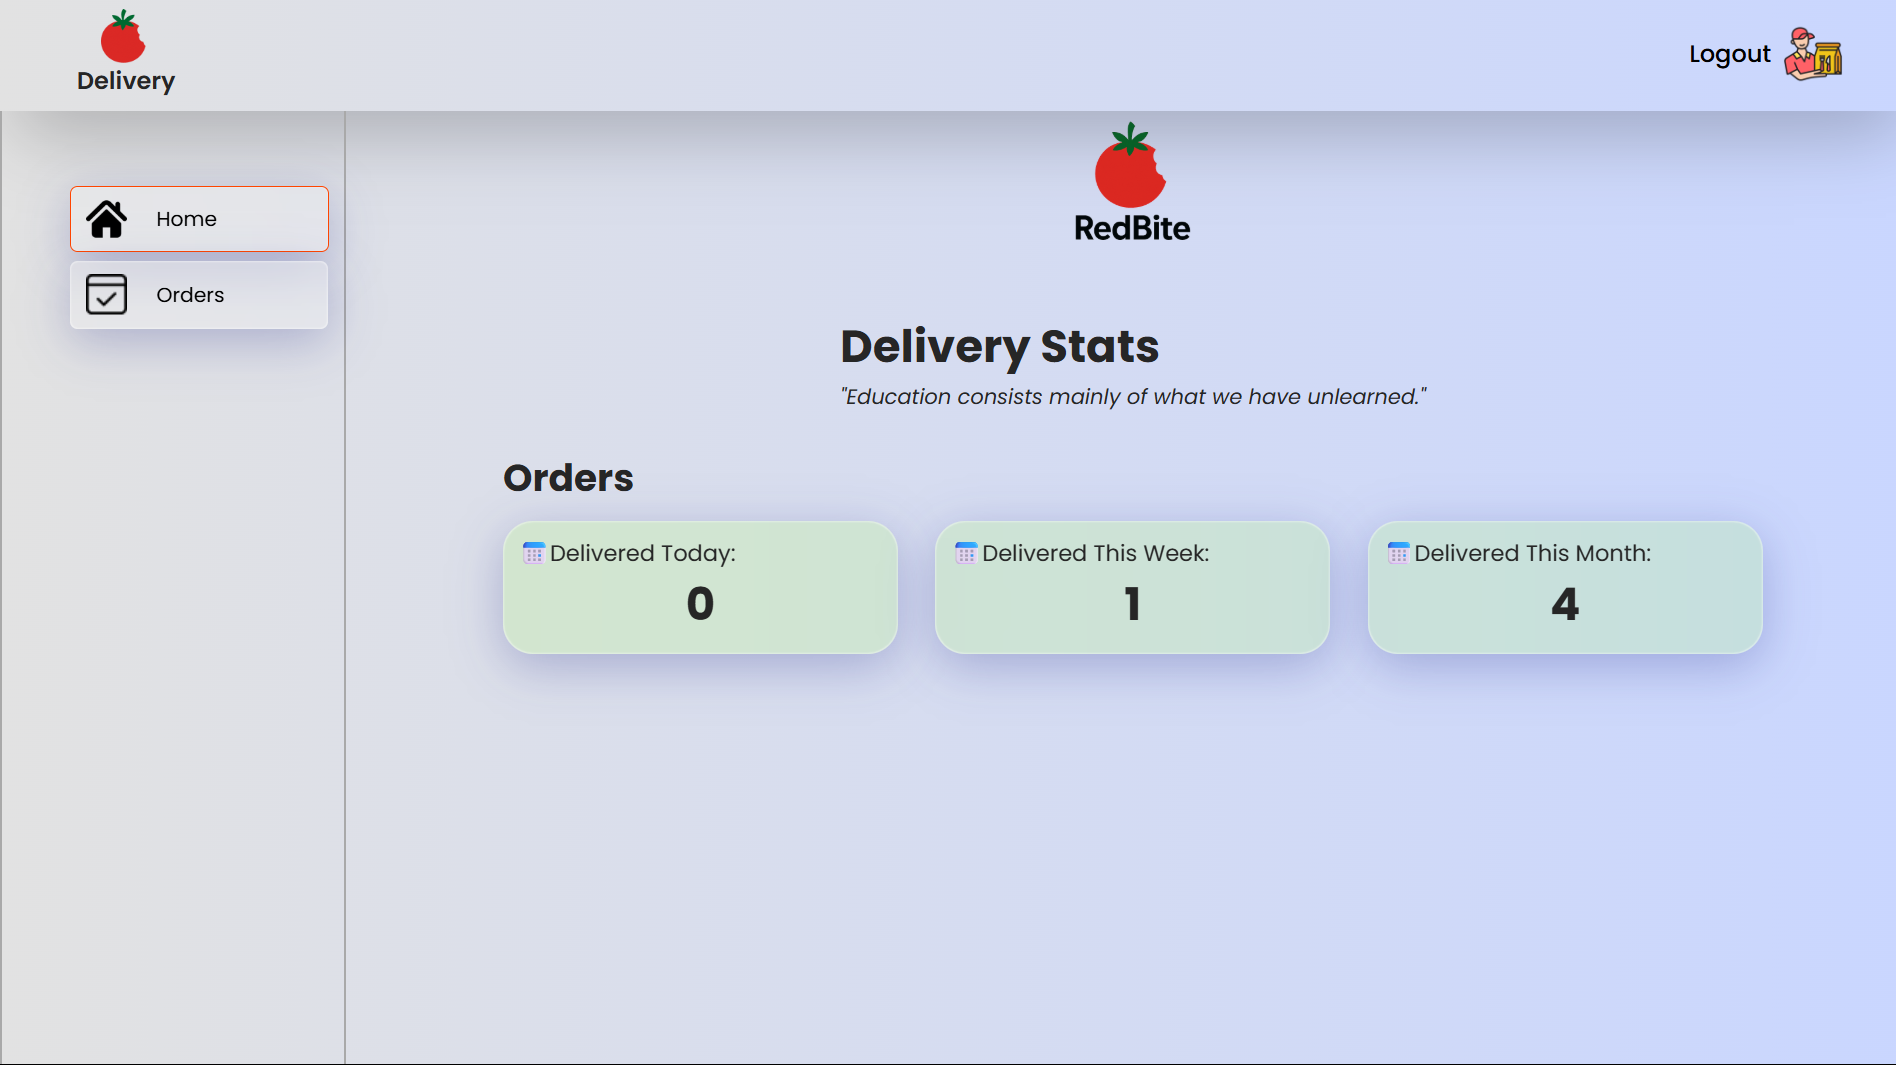 Delivery
Logout
Home
Orders
RedBite
Delivery Stats
"Education consists mainly of what we have unlearned."
Orders
Delivered Today:
0
Delivered This Week:
1
Delivered This Month:
4